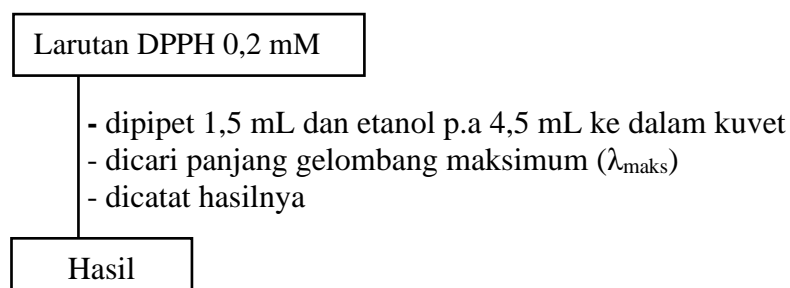 Larutan DPPH 0,2 mM
- dipipet 1,5 mL dan etanol p.a 4,5 mL ke dalam kuvet
- dicari panjang gelombang maksimum (λmaks)
- dicatat hasilnya
Hasil